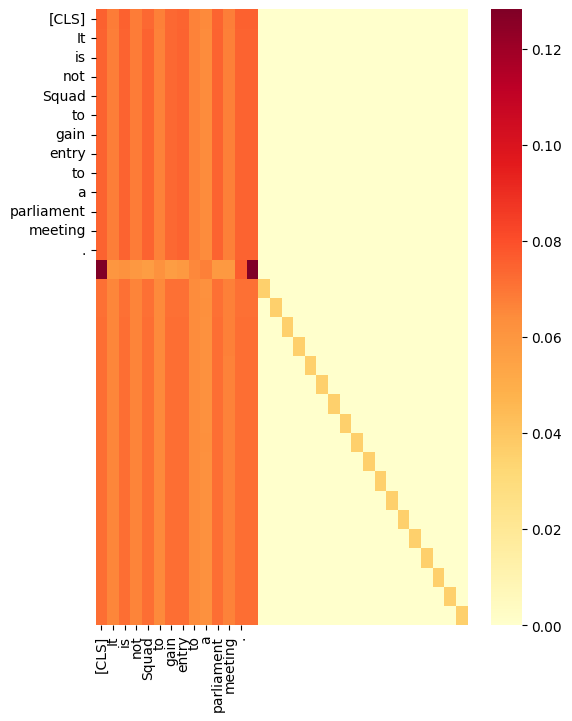 [CLS]
It
is
not
Squad
to
gain
entry
to
a
parliament
meeting
.
0.12
0.10
0.08
0.06
0.04
0.02
0.00
[CLS]
It
is
not
Squad
to
gain
entry
to
a
parliament
meeting
.